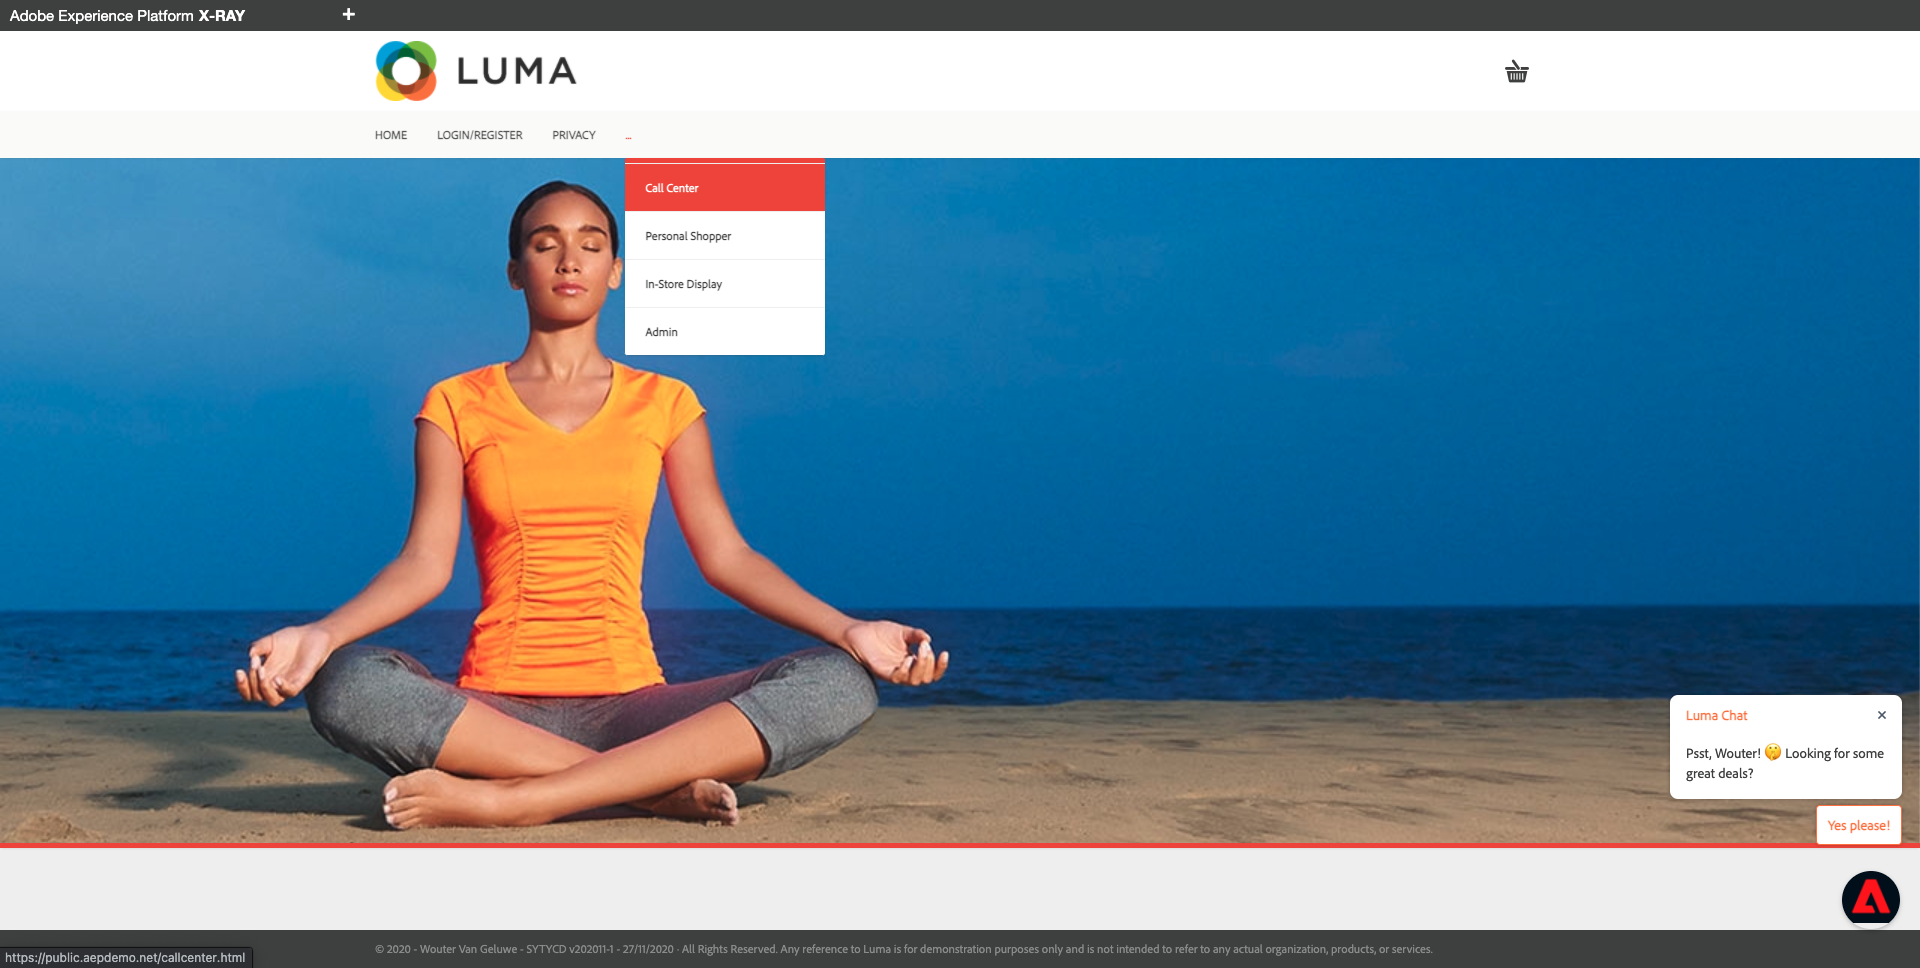 Adobe Experience Platform X-RAY
LUMA
HOME LOGIN/REGISTER PRIVACY ...
Call Center
Personal Shopper
In-Store Display
Admin
Luma Chat
Psst, Wouter! 🤫 Looking for some
great deals?
Yes please!
© 2020 - Wouter Van Geluwe - SYTYCD v202011-1 - 27/11/2020 · All Rights Reserved. Any reference to Luma is for demonstration purposes only and is not intended to refer to any actual organization, products, or services.
https://public.aepdemo.net/callcenter.html